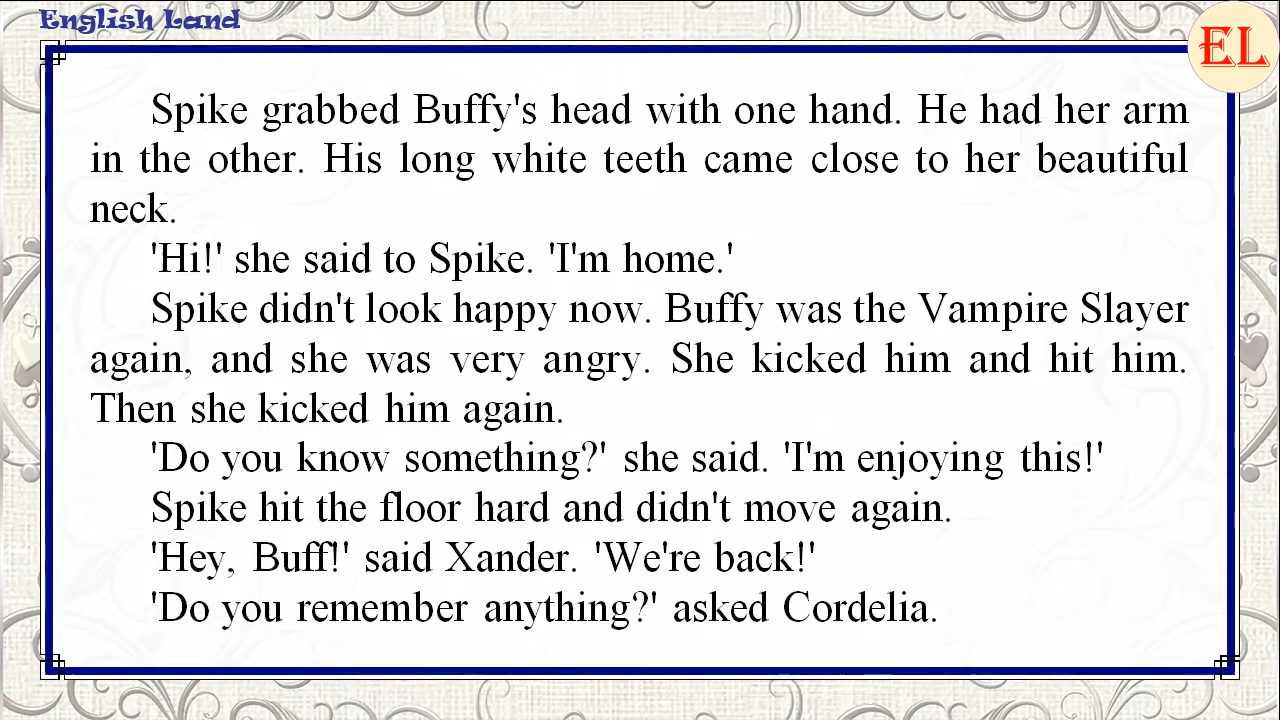 English Land
EL
Spike grabbed Buffy's head with one hand. He had her arm
in the other. His long white teeth came close to her beautiful
neck.
'Hi!' she said to Spike. 'I'm home.'
Spike didn't look happy now. Buffy was the Vampire Slayer
again, and she was very angry. She kicked him and hit him.
Then she kicked him again.
'Do you know something?' she said. 'I'm enjoying this!'
Spike hit the floor hard and didn't move again.
'Hey, Buff!' said Xander. 'We're back!'
'Do you remember anything?' asked Cordelia.